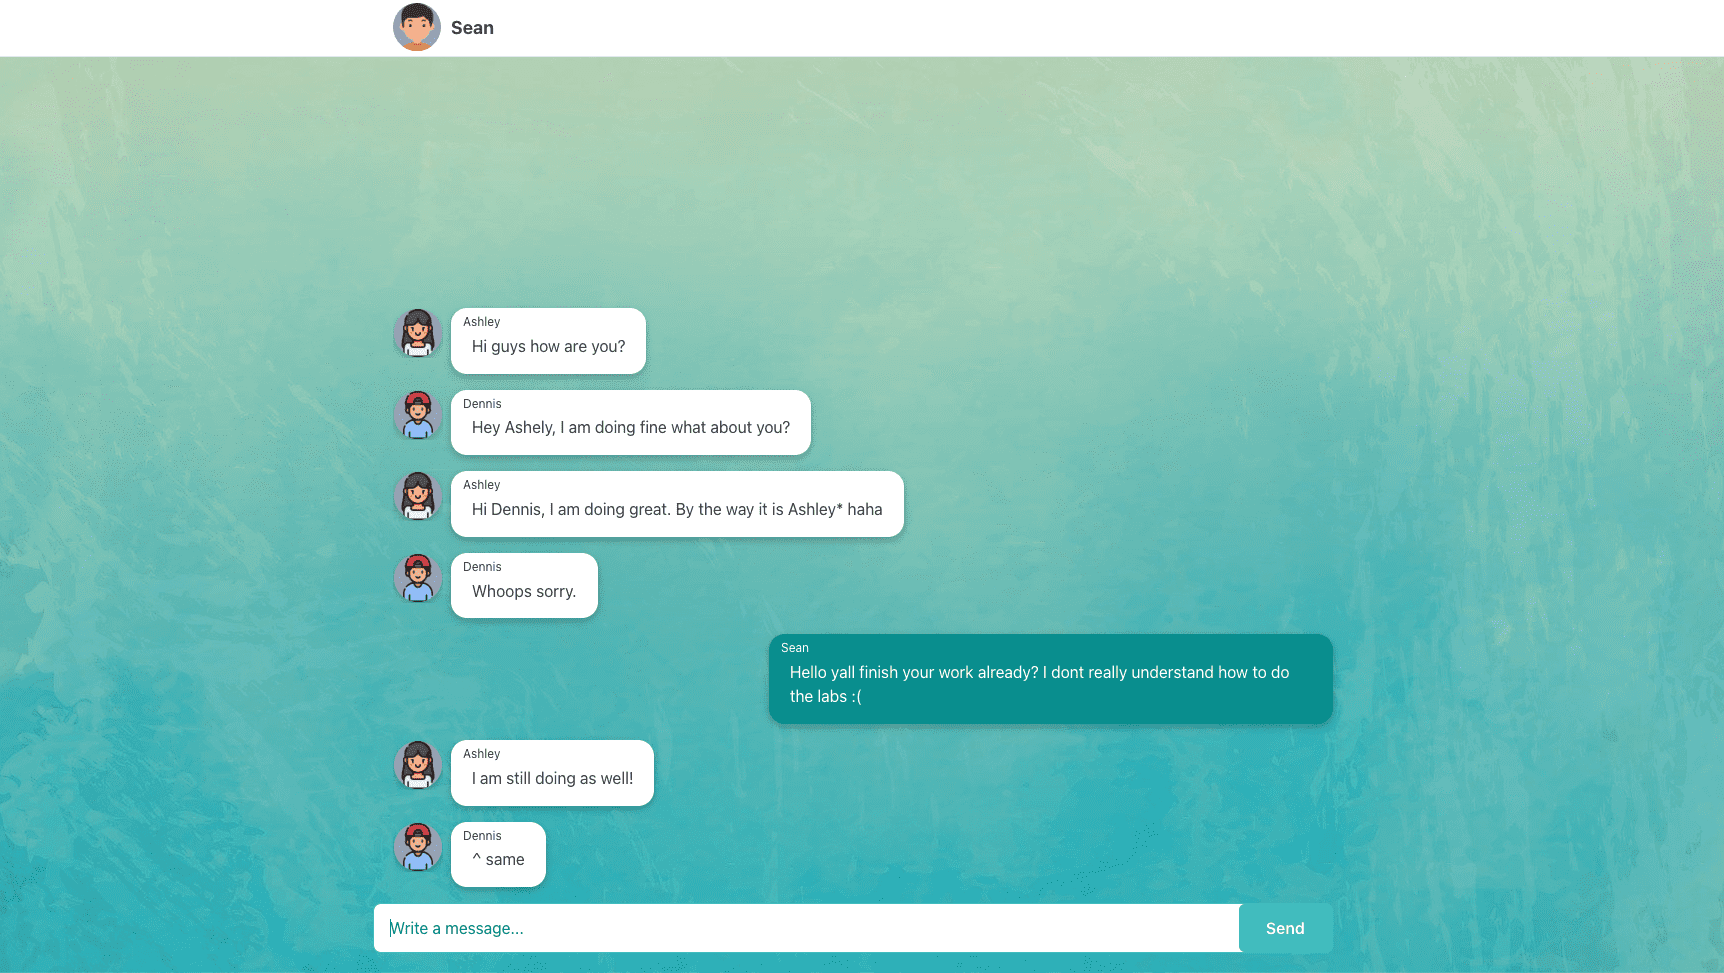 Sean
Ashley
Hi guys how are you?
Dennis
Hey Ashely, I am doing fine what about you?
Ashley
Hi Dennis, I am doing great. By the way it is Ashley* haha
Dennis
Whoops sorry.
Sean
Hello yall finish your work already? I dont really understand how to do
the labs :(
Ashley
I am still doing as well!
Dennis
^ same
Write a message...
Send